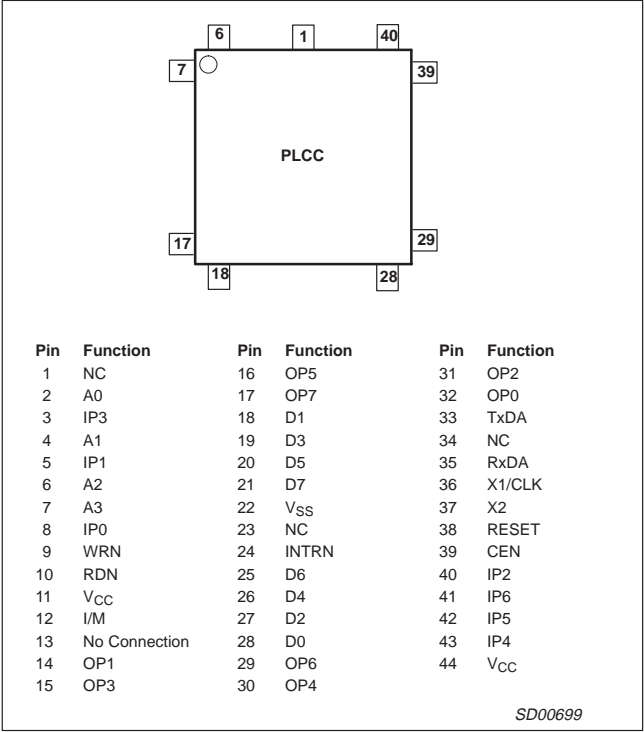 6 1 40
7 39
PLCC
17 29
18 28
Pin Function Pin Function Pin Function
1 NC 16 OP5 31 OP2
2 A0 17 OP7 32 OP0
3 IP3 18 D1 33 TxDA
4 A1 19 D3 34 NC
5 IP1 20 D5 35 RxDA
6 A2 21 D7 36 X1/CLK
7 A3 22 VSS 37 X2
8 IP0 23 NC 38 RESET
9 WRN 24 INTRN 39 CEN
10 RDN 25 D6 40 IP2
11 VCC 26 D4 41 IP6
12 I/M 27 D2 42 IP5
13 No Connection 28 D0 43 IP4
14 OP1 29 OP6 44 VCC
15 OP3 30 OP4
SD00699